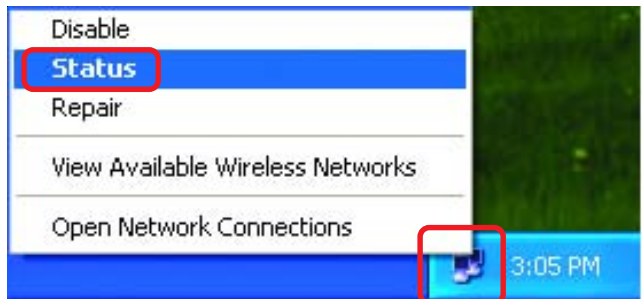 Disable
Status
Repair
View Available Wireless Networks
Open Network Connections
3:05 PM